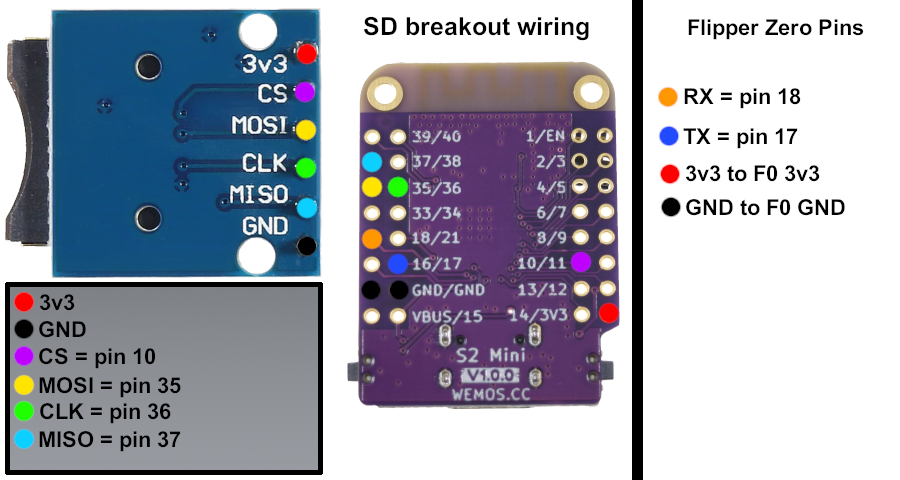 SD breakout wiring
Flipper Zero Pins
3v3
CS
MOSI
CLK
MISO
GND
3v3
GND
CS = pin 10
MOSI = pin 35
CLK = pin 36
MISO = pin 37
39/40 1/EN
37/38 2/3
35/36 4/5
33/34 6/7
18/21 8/9
16/17 10/11
GND/GND 13/12
VBUS/15 14/3V3
S2 Mini
V1.0.0
WEMOS.CC
RX = pin 18
TX = pin 17
3v3 to F0 3v3
GND to F0 GND